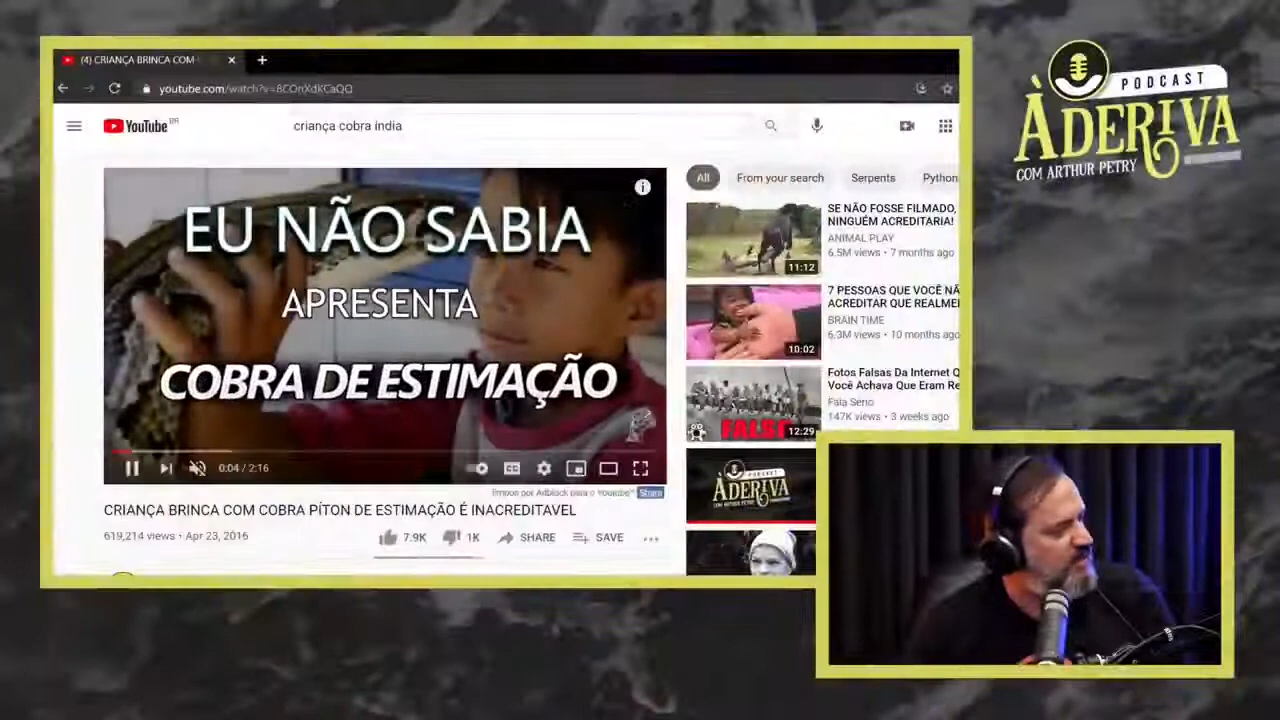 (4) CRIANÇA BRINCA COM
youtube.com/watch?v=8COnXdKCaQQ
YouTube BR
criança cobra india
EU NÃO SABIA
APRESENTA
COBRA DE ESTIMAÇÃO
0:04 / 2:16
CC
Share
CRIANÇA BRINCA COM COBRA PÍTON DE ESTIMAÇÃO É INACREDITAVEL
619,214 views • Apr 23, 2016
7.9K
1K
SHARE
SAVE
All
From your search
Serpents
Python
SE NÃO FOSSE FILMADO,
NINGUÉM ACREDITARIA!
ANIMAL PLAY
6.5M views • 7 months ago
11:12
7 PESSOAS QUE VOCÊ NÃ
ACREDITAR QUE REALME
BRAIN TIME
6.3M views • 10 months ago
10:02
Fotos Falsas Da Internet Q
Você Achava Que Eram Re
Fala Sério
147K views • 3 weeks ago
FALSO
12:29
PODCAST
ÀDERIVA
COM ARTHUR PETRY
PODCAST
ÀDERIVA
COM ARTHUR PETRY